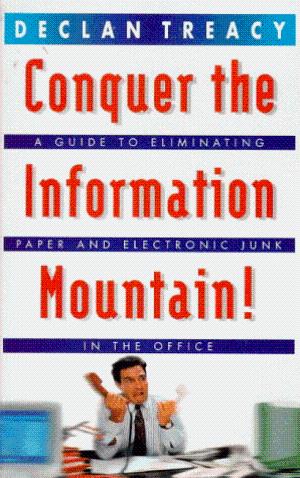 DECLAN TREACY
Conquer the
A GUIDE TO ELIMINATING
Information
PAPER AND ELECTRONIC JUNK
Mountain!
IN THE OFFICE